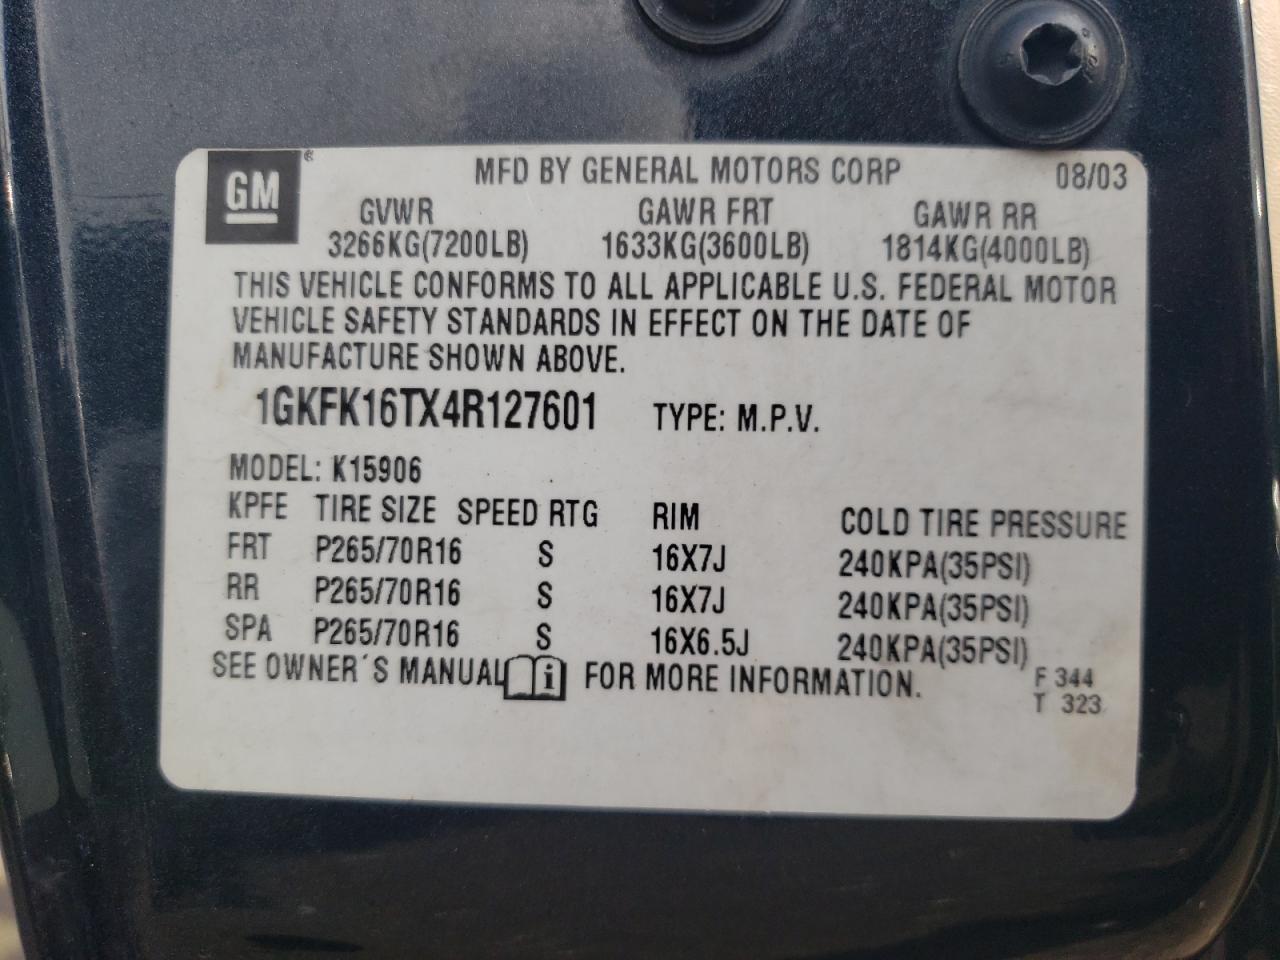 GM®
MFD BY GENERAL MOTORS CORP 08/03
GVWR GAWR FRT GAWR RR
3266KG(7200LB) 1633KG(3600LB) 1814KG(4000LB)
THIS VEHICLE CONFORMS TO ALL APPLICABLE U.S. FEDERAL MOTOR
VEHICLE SAFETY STANDARDS IN EFFECT ON THE DATE OF
MANUFACTURE SHOWN ABOVE.
1GKFK16TX4R127601 TYPE: M.P.V.
MODEL: K15906
KPFE TIRE SIZE SPEED RTG RIM COLD TIRE PRESSURE
FRT P265/70R16 S 16X7J 240KPA(35PSI)
RR P265/70R16 S 16X7J 240KPA(35PSI)
SPA P265/70R16 S 16X6.5J 240KPA(35PSI)
SEE OWNER´S MANUAL i FOR MORE INFORMATION.
F 344
T 323